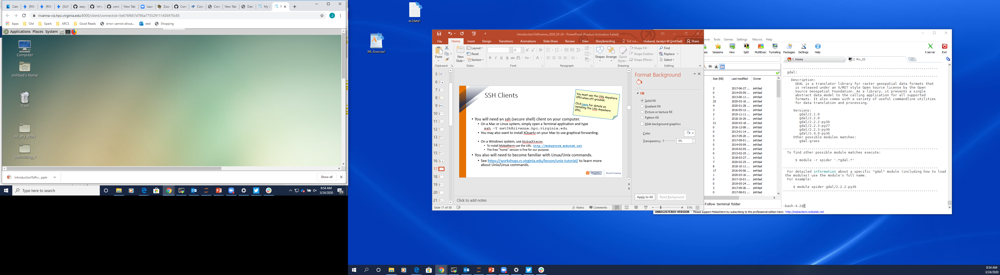 Cale
[RIV-
[RIV-
[SUP
easyl
'ml s
cond
New Tab
Laun
Zoor
Conc
Coro
Coro
New Tab
Dash
My S
F
rivanna-viz.hpc.virginia.edu:8000/client/connect;id=5e676f667d786a775529111436970c85
J
Apps Old Spark ARCS Good Reads error: cannot alloca... eed Shopping
Applications Places System
Computer
jmh5ad's Home
Trash
All_My_Work
Optimizing_R
IntroductionToRiv....pptx
Show all
Type here to search
8:54 AM
3/24/2020
29
ex2data1
ML-Exercise1
IntroductionToRivanna_2020_03-24 - PowerPoint (Product Activation Failed)
File Home Insert Design Transitions Animations Slide Show Review View Storyboarding Tell me... Huband, Jacalyn M (jmh5ad) Share
Paste
New
Slide
Layout
Reset
Section
28
Shapes Arrange Quick
Styles
Shape Fill
Shape Outline
Shape Effects
Find
Replace
Select
Clipboard Slides Font Paragraph Drawing Editing
5
6
7
8
9
10
11
12
13
14
15
16
17
18
19
20
21
SSH Clients
You must use the UVa Anywhere
VPN when off-grounds.
Click here for details on
installing the UVa Anywhere
VPN..
• You will need an ssh (secure shell) client on your computer.
• On a Mac or Linux system, simply open a Terminal application and type
ssh -Y mst3k@rivanna.hpc.virginia.edu
• You may also want to install XQuartz on your Mac to use graphical forwarding.
• On a Windows system, use MobaXterm
• To install MobaXterm use the URL: http://mobaxterm.mobatek.net
• The free "home" version is fine for our purpose.
• You also will need to become familiar with Linux/Unix commands.
• See https://workshops.rc.virginia.edu/lesson/unix-tutorial/ to learn more
about Unix/Linux commands.
UNIVERSITY of VIRGINIA Research Computing
Click to add notes
Slide 17 of 50
Notes Comments 51%
Format Background
Fill
Solid fill
Gradient fill
Picture or texture fill
Pattern fill
Hide background graphics
Color
Transparency 0%
Apply to All Reset Background
erver Tools Games Settings Macros Help
Sessions View Split MultiExec Tunneling Packages Settings Help X server Exit
1. Home
2. Riv_03
Size (KB) Last modified Owner
2 2017-06-27 ... jmh5ad
0 2014-05-09 ... jmh5ad
3 2013-06-11 ... jmh5ad
25 2020-03-16 ... jmh5ad
4 2020-01-28 ... jmh5ad
3 2016-05-12 ... jmh5ad
2 2019-11-11 ... jmh5ad
1 2018-10-29 ... jmh5ad
21 2020-03-18 ... jmh5ad
0 2016-12-08 ... jmh5ad
0 2013-01-14 ... jmh5ad
0 2017-09-20 ... jmh5ad
3 2017-09-01 ... jmh5ad
0 2014-05-09 ... jmh5ad
2 2019-02-05 ... jmh5ad
0 2013-02-25 ... jmh5ad
1 2018-03-27 ... jmh5ad
7 2020-02-25 ... jmh5ad
8 2018-10-11 ... jmh5ad
17 2016-05-06 ... jmh5ad
1 2020-03-16 ... jmh5ad
0 2017-10-01 ... jmh5ad
0 2019-05-24 ... jmh5ad
2 2017-09-26 ... jmh5ad
0 2017-08-01 ... jmh5ad
Follow terminal folder
gdal:
Description:
GDAL is a translator library for raster geospatial data formats that
is released under an X/MIT style Open Source license by the Open
Source Geospatial Foundation. As a library, it presents a single
abstract data model to the calling application for all supported
formats. It also comes with a variety of useful commandline utilities
for data translation and processing.
Versions:
gdal/2.1.0
gdal/2.2.0
gdal/2.2.2-py36
gdal/2.2.3-py27
gdal/2.2.3-py36
gdal/2.4.0-py36
Other possible modules matches:
gdal-grass
To find other possible module matches execute:
$ module -r spider '.*gdal.*'
For detailed information about a specific "gdal" module (including how to load
the modules) use the module's full name.
For example:
$ module spider gdal/2.2.2-py36
-bash-4.2$
UNREGISTERED VERSION - Please support MobaXterm by subscribing to the professional edition here: http://mobaxterm.mobatek.net
8:54 AM
3/24/2020